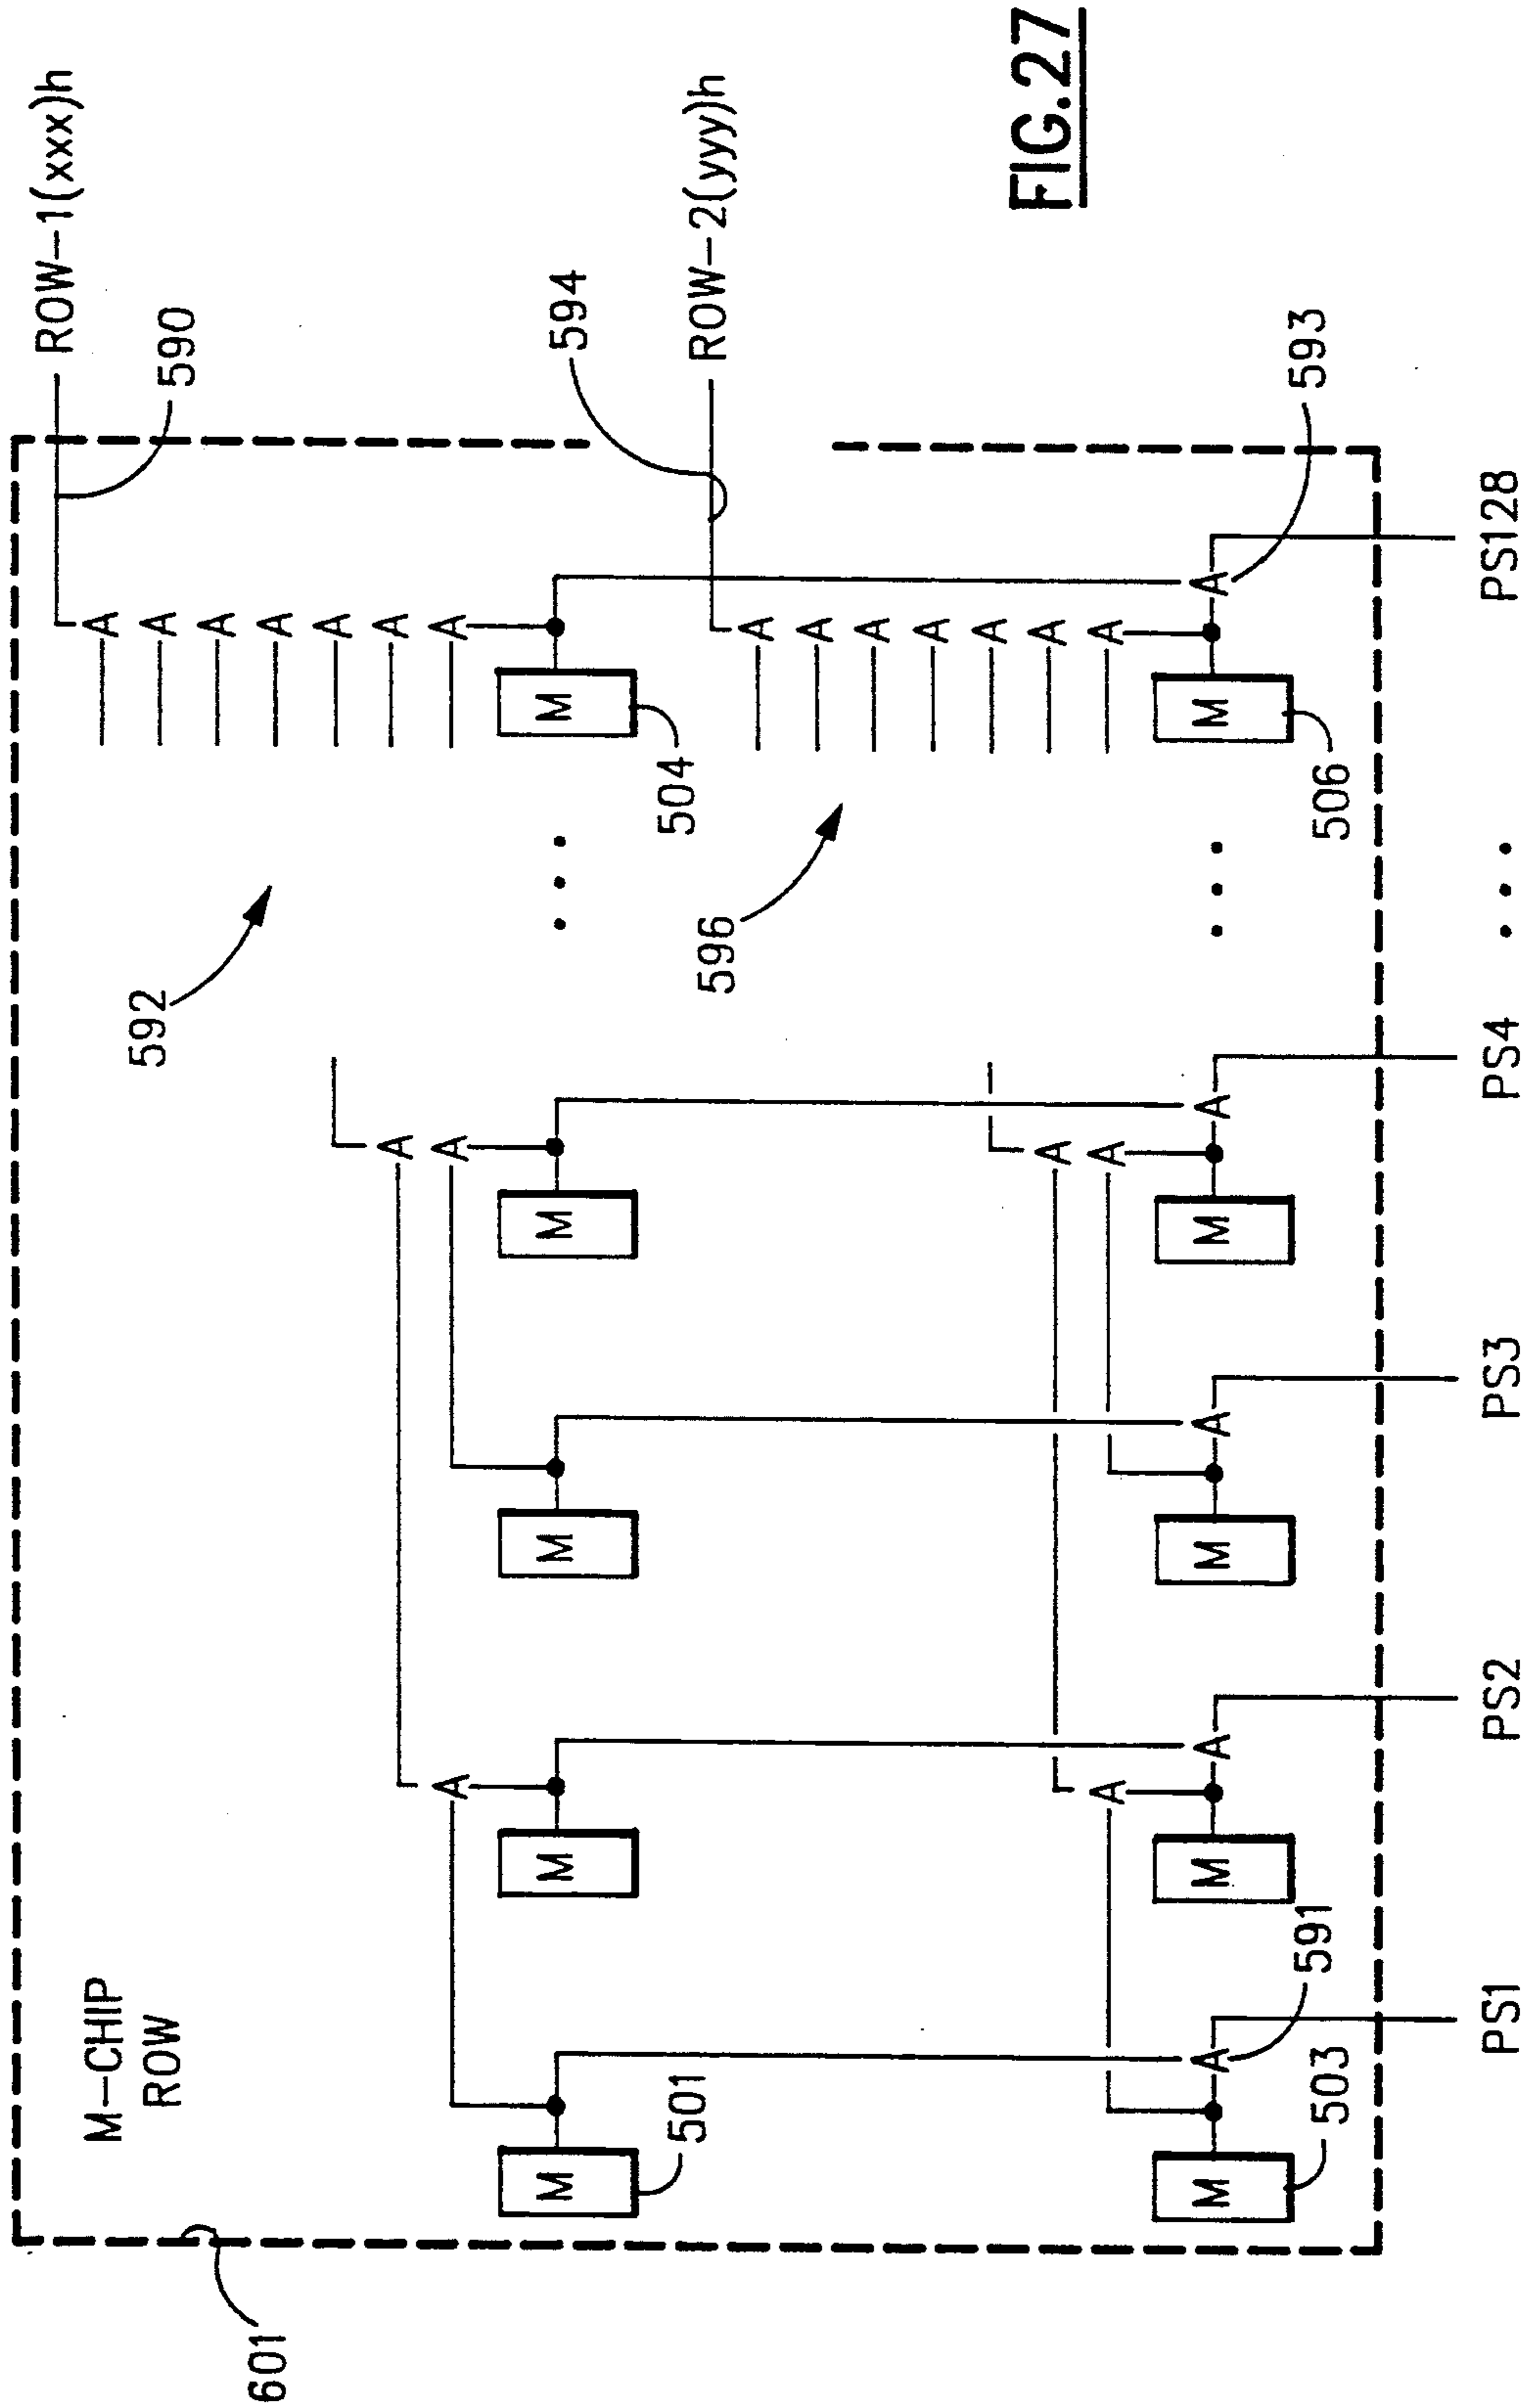 ROW-1(xxx)h
M-CHIP
ROW
A
592
A
590
A
601
A
A
A A
A A A
M M M M M
594
501 504
ROW-2(yyy)h
596
A
A
A
A
A
A A
FIG.27
A A A
M A M A M A M A M A
591 593
503 506
PS1 PS2 PS3 PS4 ... PS128